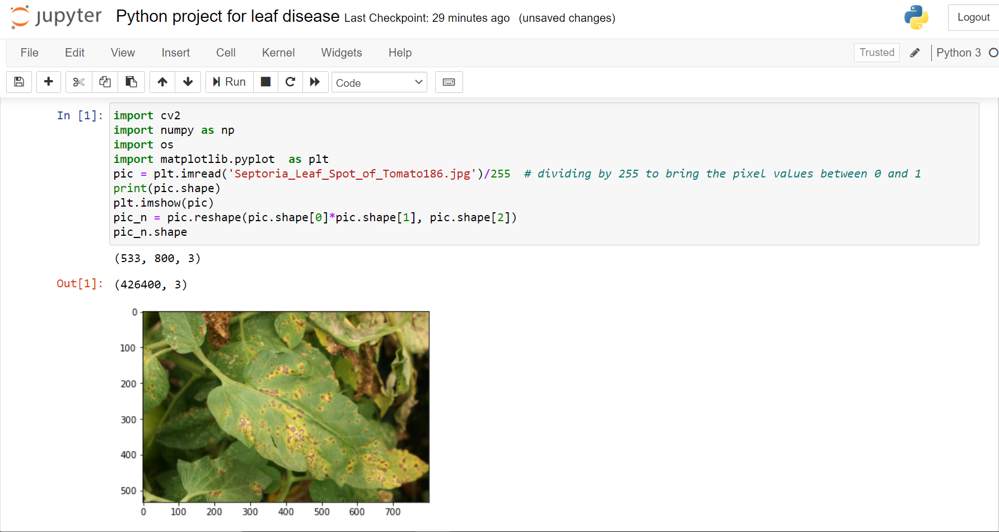 jupyter Python project for leaf disease Last Checkpoint: 29 minutes ago (unsaved changes) Logout
File Edit View Insert Cell Kernel Widgets Help Trusted Python 3
Run Code
In [1]: import cv2
import numpy as np
import os
import matplotlib.pyplot  as plt
pic = plt.imread('Septoria_Leaf_Spot_of_Tomato186.jpg')/255  # dividing by 255 to bring the pixel values between 0 and 1
print(pic.shape)
plt.imshow(pic)
pic_n = pic.reshape(pic.shape[0]*pic.shape[1], pic.shape[2])
pic_n.shape
(533, 800, 3)
Out[1]: (426400, 3)
0
100
200
300
400
500
0 100 200 300 400 500 600 700